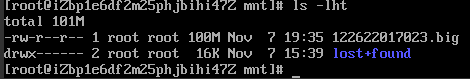 [root@iZbp1e6df2m25phjbihi47Z mnt]# ls -lht
total 101M
-rw-r--r-- 1 root root 100M Nov  7 19:35 122622017023.big
drwx------ 2 root root  16K Nov  7 15:39 lost+found
[root@iZbp1e6df2m25phjbihi47Z mnt]# _